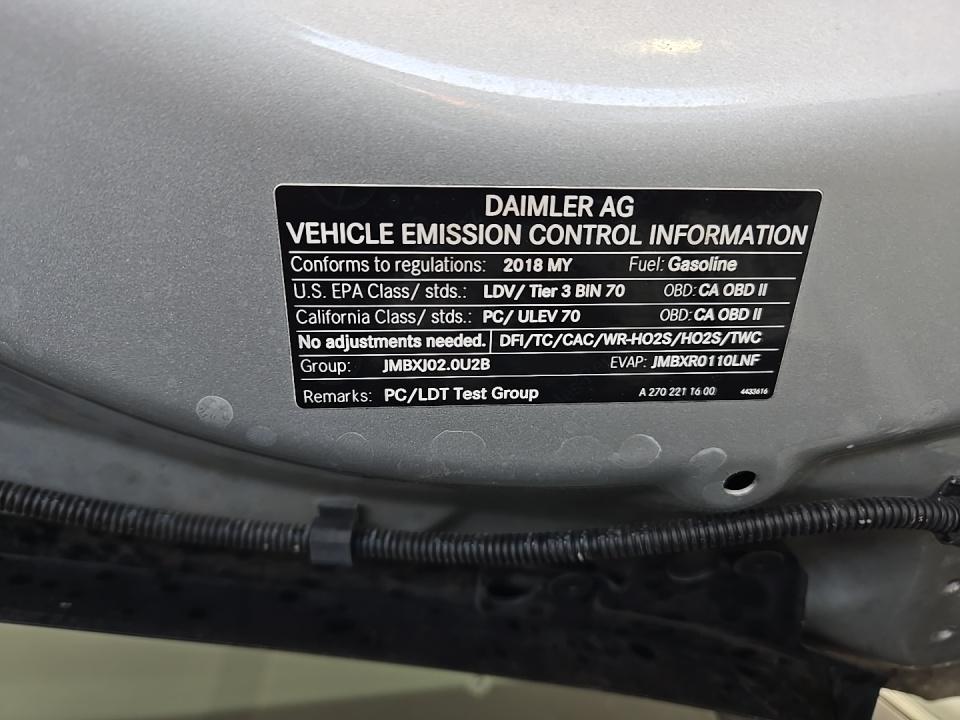 DAIMLER AG
VEHICLE EMISSION CONTROL INFORMATION
Conforms to regulations: 2018 MY Fuel: Gasoline
U.S. EPA Class/ stds.: LDV/ Tier 3 BIN 70 OBD: CA OBD II
California Class/ stds.: PC/ ULEV 70 OBD: CA OBD II
No adjustments needed. DFI/TC/CAC/WR-HO2S/HO2S/TWC
Group: JMBXJ02.0U2B EVAP: JMBXR0110LNF
Remarks: PC/LDT Test Group A 270 221 16 00 4433616